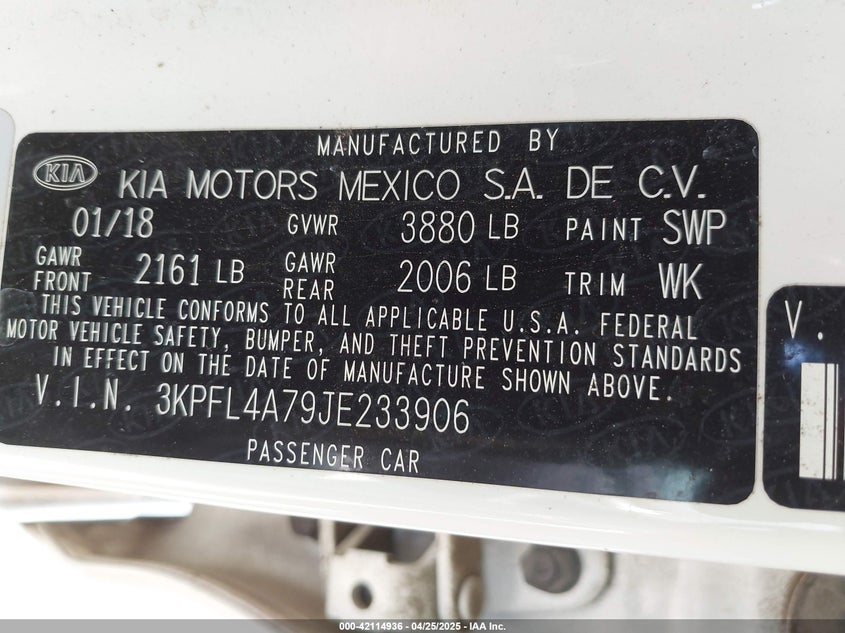 MANUFACTURED BY
KIA KIA MOTORS MEXICO S.A. DE C.V.
01/18 GVWR 3880 LB PAINT SWP
GAWR FRONT 2161 LB GAWR REAR 2006 LB TRIM WK
THIS VEHICLE CONFORMS TO ALL APPLICABLE U.S.A. FEDERAL
MOTOR VEHICLE SAFETY, BUMPER, AND THEFT PREVENTION STANDARDS
IN EFFECT ON THE DATE OF MANUFACTURE SHOWN ABOVE.
V.I.N. 3KPFL4A79JE233906
PASSENGER CAR
V.
000-42114936 - 04/25/2025 - IAA Inc.